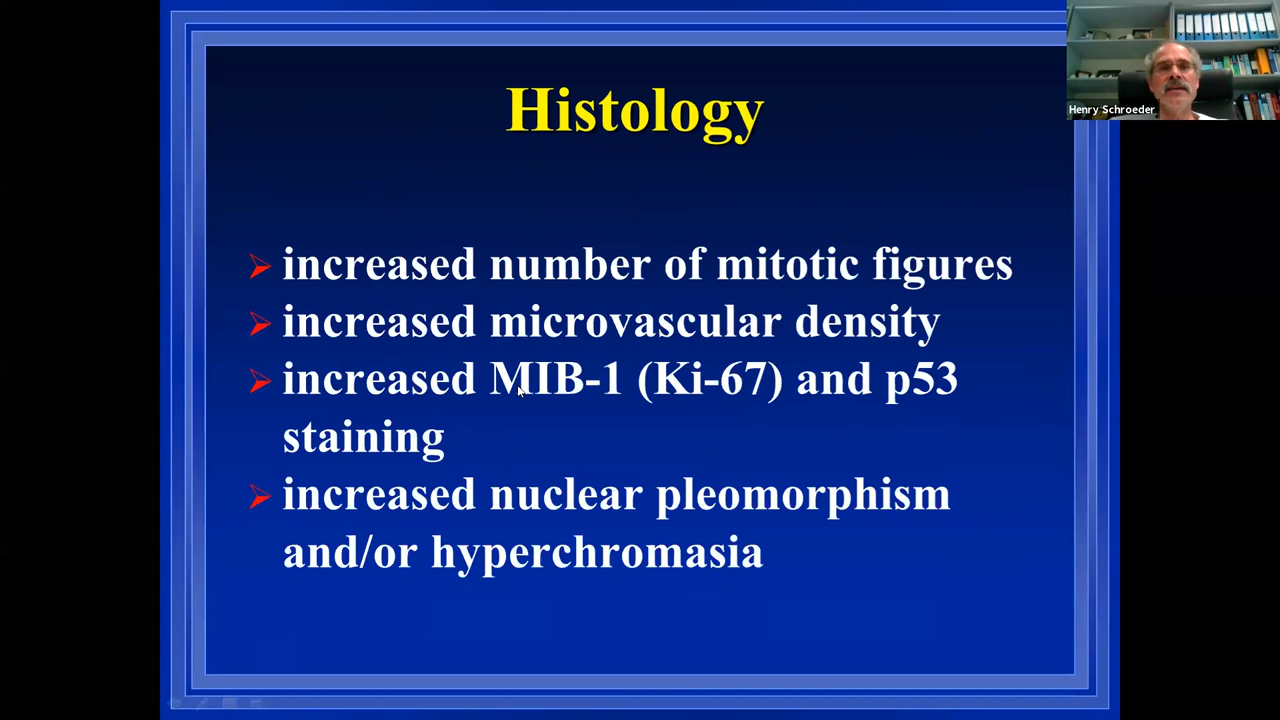 Histology
Henry Schroeder
increased number of mitotic figures
increased microvascular density
increased MIB-1 (Ki-67) and p53
staining
increased nuclear pleomorphism
and/or hyperchromasia